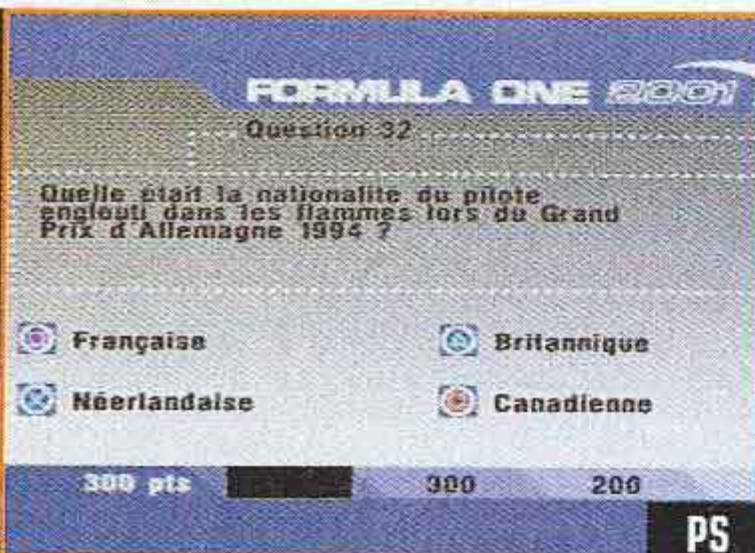 FORMULA ONE 2001
Question 32
Quelle était la nationalité du pilote
englouti dans les flammes lors du Grand
Prix d'Allemagne 1994 ?
Française
Britannique
Néerlandaise
Canadienne
300 pts 300 200
PS